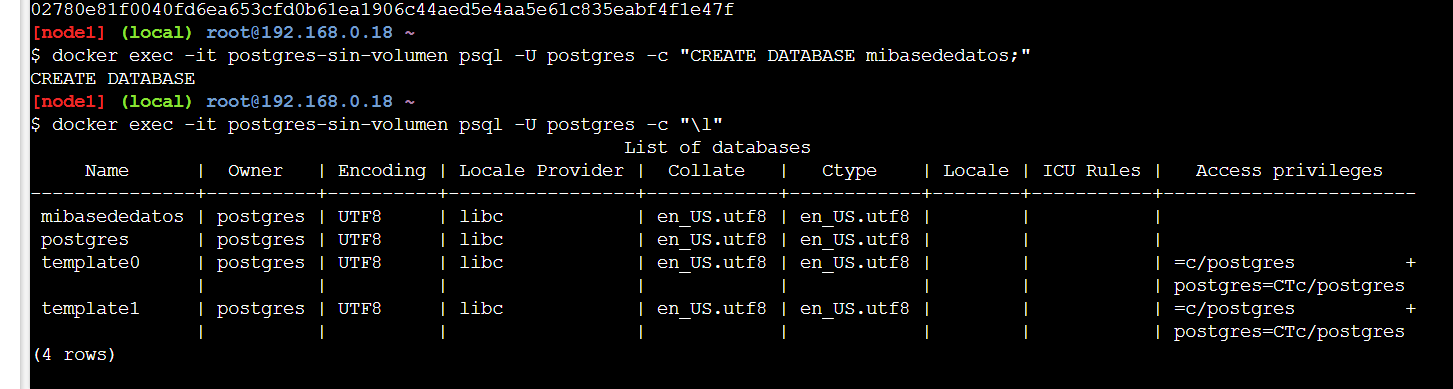 02780e81f0040fd6ea653cfd0b61ea1906c44aed5e4aa5e61c835eabf4f1e47f
[node1] (local) root@192.168.0.18 ~
$ docker exec -it postgres-sin-volumen psql -U postgres -c "CREATE DATABASE mibasededatos;"
CREATE DATABASE
[node1] (local) root@192.168.0.18 ~
$ docker exec -it postgres-sin-volumen psql -U postgres -c "\l"
                                                      List of databases
     Name      |  Owner   | Encoding | Locale Provider |  Collate   |   Ctype    | Locale | ICU Rules |   Access privileges
---------------+----------+----------+-----------------+------------+------------+--------+-----------+-----------------------
 mibasededatos | postgres | UTF8     | libc            | en_US.utf8 | en_US.utf8 |        |           |
 postgres      | postgres | UTF8     | libc            | en_US.utf8 | en_US.utf8 |        |           |
 template0     | postgres | UTF8     | libc            | en_US.utf8 | en_US.utf8 |        |           | =c/postgres          +
               |          |          |                 |            |            |        |           | postgres=CTc/postgres
 template1     | postgres | UTF8     | libc            | en_US.utf8 | en_US.utf8 |        |           | =c/postgres          +
               |          |          |                 |            |            |        |           | postgres=CTc/postgres
(4 rows)